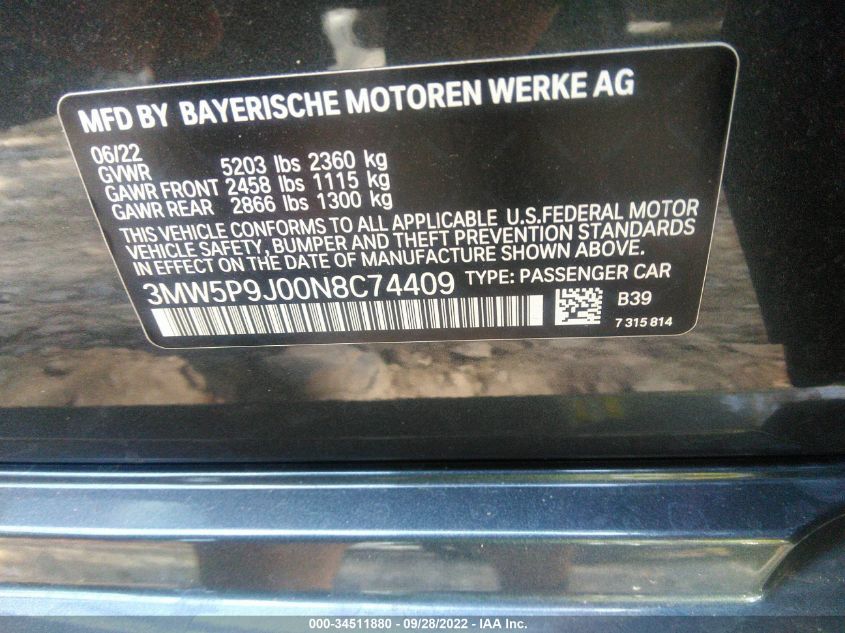 MFD BY BAYERISCHE MOTOREN WERKE AG
06/22
GVWR 5203 lbs 2360 kg
GAWR FRONT 2458 lbs 1115 kg
GAWR REAR 2866 lbs 1300 kg
THIS VEHICLE CONFORMS TO ALL APPLICABLE U.S.FEDERAL MOTOR
VEHICLE SAFETY, BUMPER AND THEFT PREVENTION STANDARDS
IN EFFECT ON THE DATE OF MANUFACTURE SHOWN ABOVE.
3MW5P9J00N8C74409 TYPE: PASSENGER CAR
B39
7 315 814
000-34511880 - 09/28/2022 - IAA Inc.